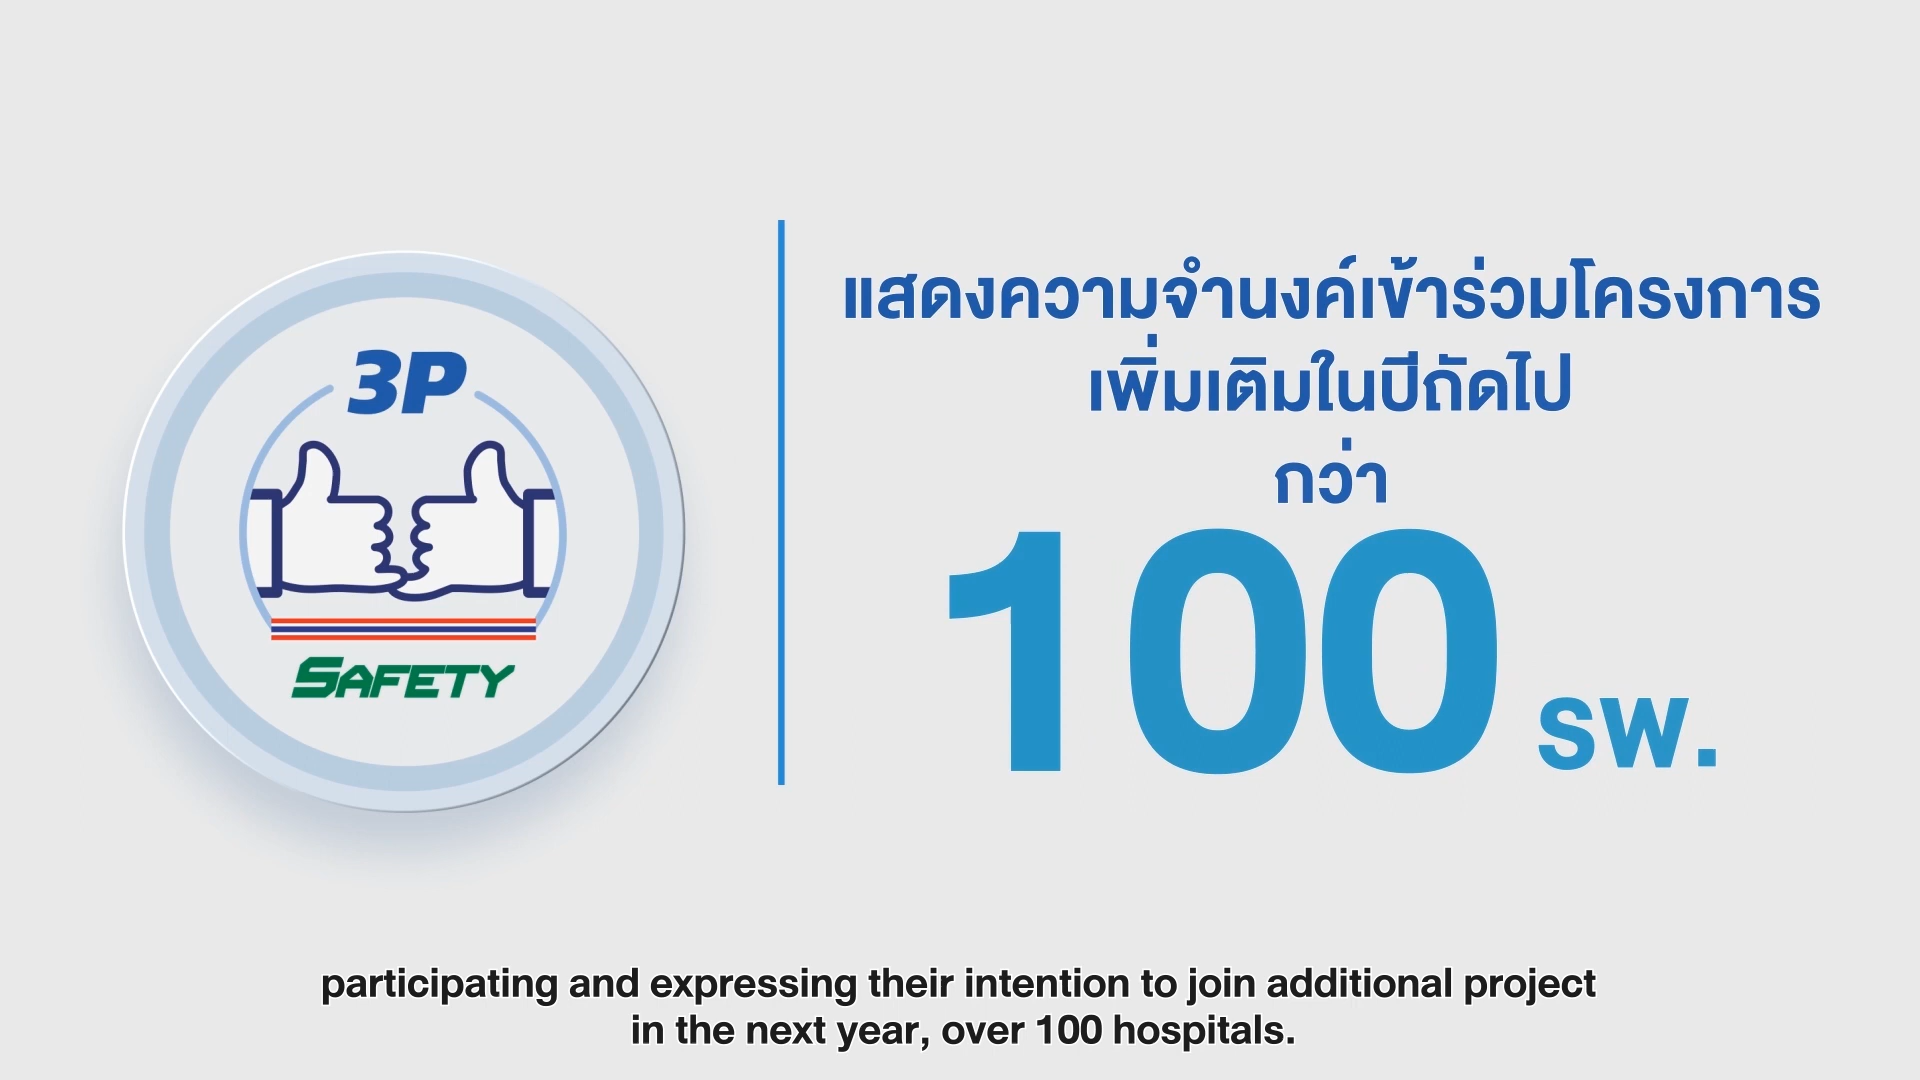 3P
SAFETY
แสดงความจำนงค์เข้าร่วมโครงการ
เพิ่มเติมในปีถัดไป
กว่า
100 รพ.
participating and expressing their intention to join additional project
in the next year, over 100 hospitals.